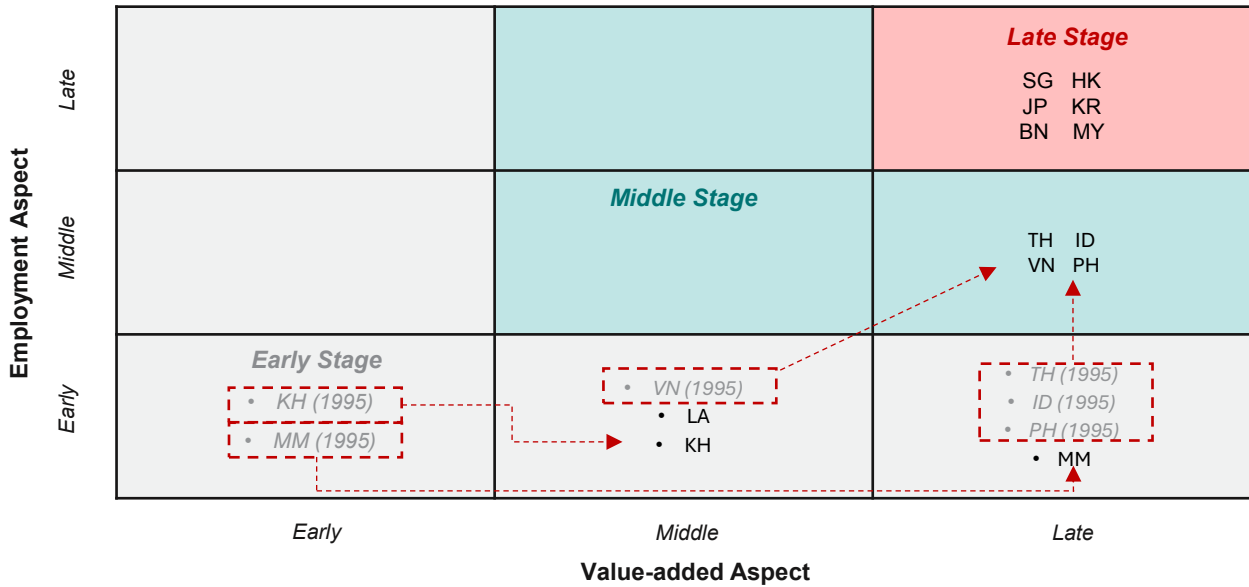 Employment Aspect
Late
Middle
Early
Late Stage
SG HK
JP KR
BN MY
Middle Stage
TH ID
VN PH
Early Stage
• KH (1995)
• MM (1995)
• VN (1995)
• LA
• KH
• TH (1995)
• ID (1995)
• PH (1995)
• MM
Early
Middle
Late
Value-added Aspect